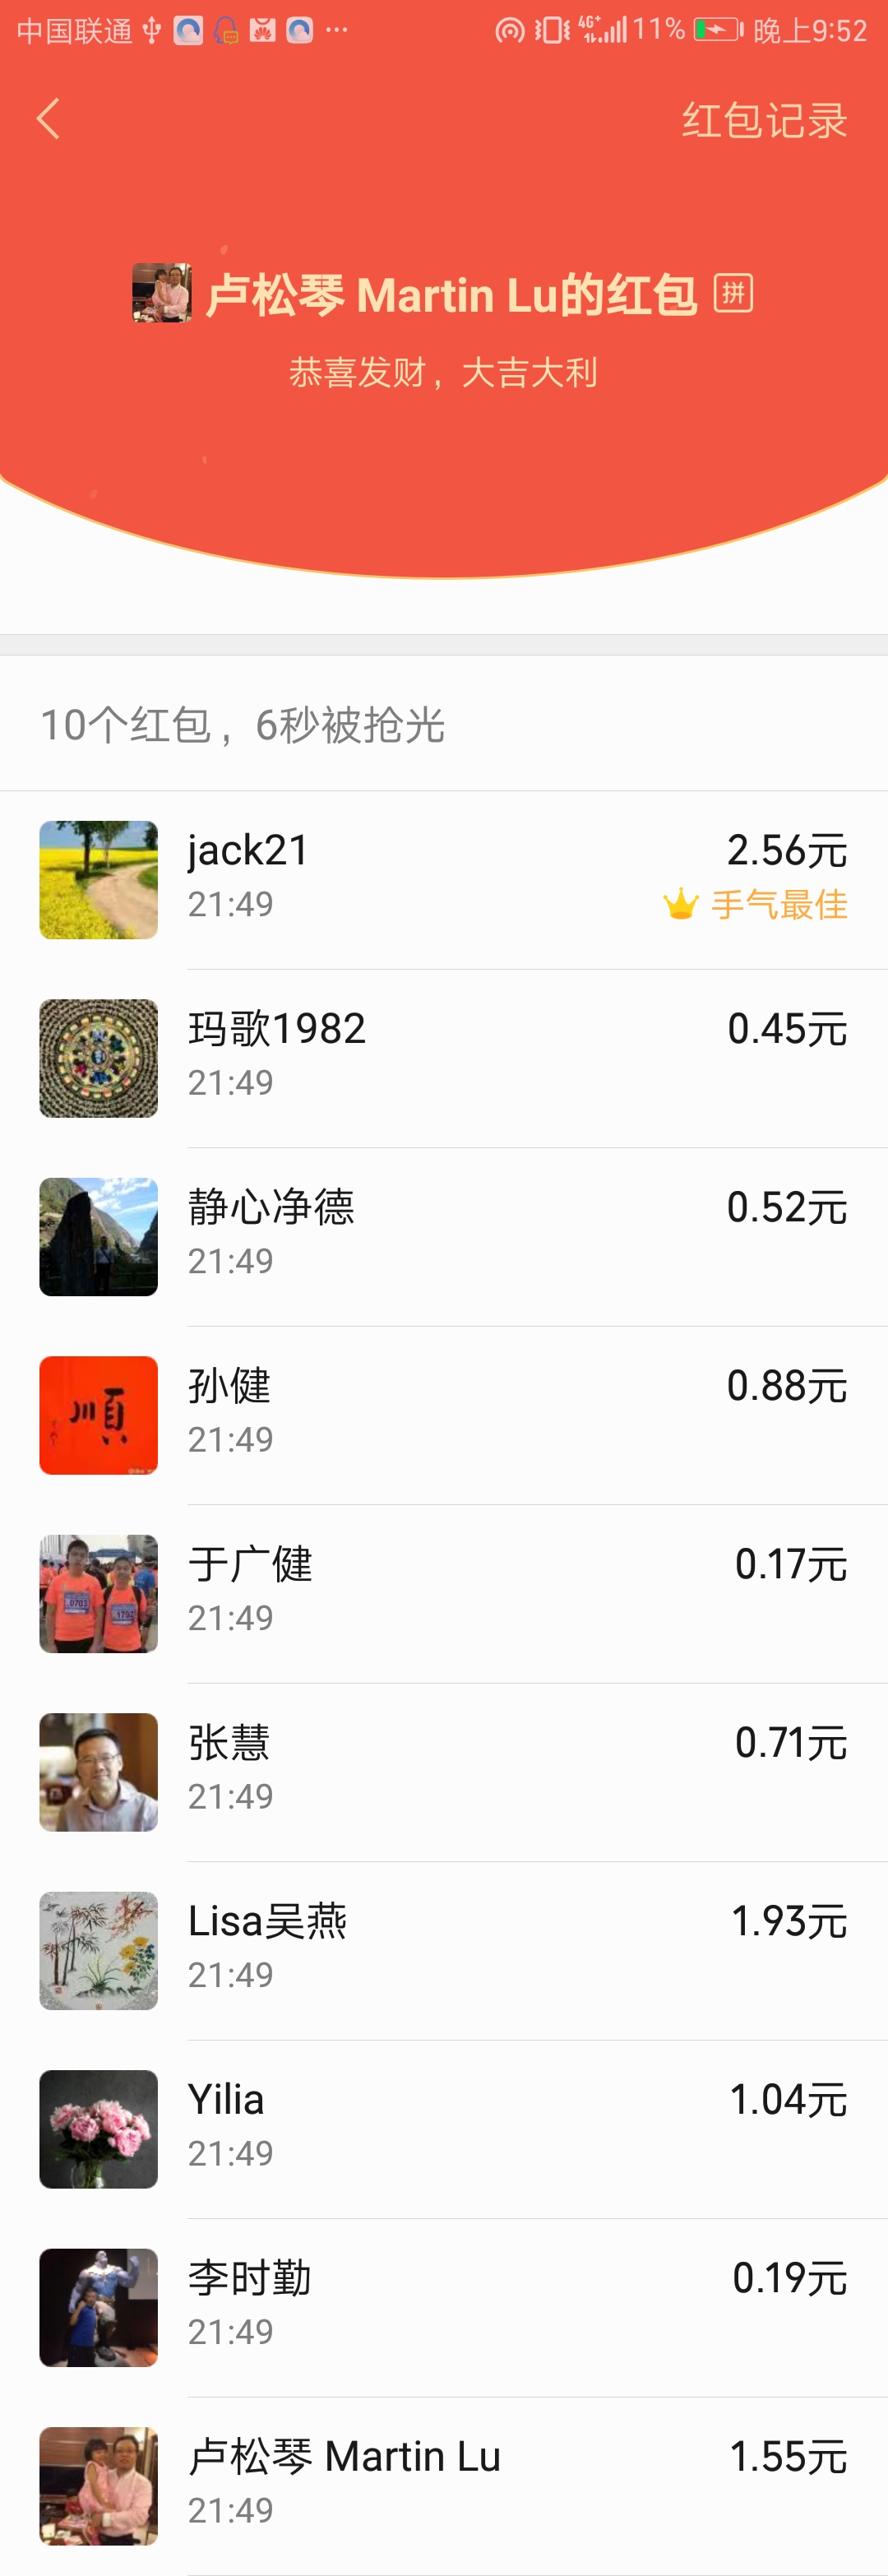 中国联通 ··· 4G+ 11% 晚上9:52
红包记录
卢松琴 Martin Lu的红包 拼
恭喜发财，大吉大利
10个红包，6秒被抢光
jack21 2.56元
21:49 手气最佳
玛歌1982 0.45元
21:49
静心净德 0.52元
21:49
順
孙健 0.88元
21:49
于广健 0.17元
21:49
0703
1792
张慧 0.71元
21:49
Lisa吴燕 1.93元
21:49
Yilia 1.04元
21:49
李时勤 0.19元
21:49
卢松琴 Martin Lu 1.55元
21:49